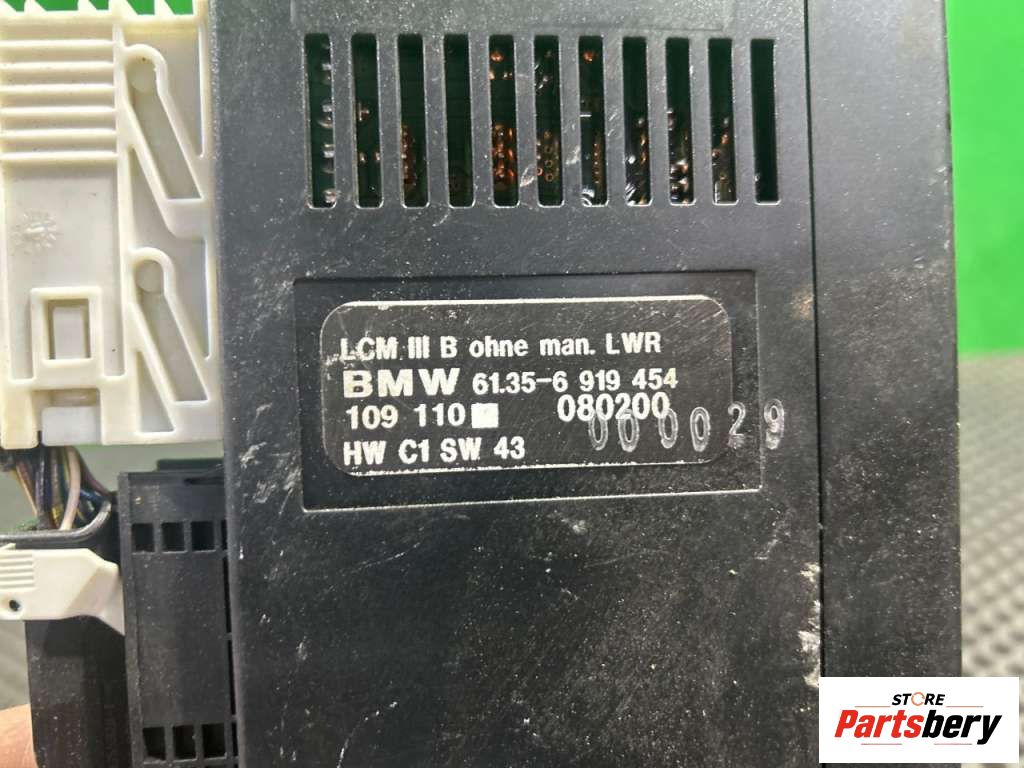 LCM III B ohne man. LWR
BMW 61.35-6 919 454
109 110 080200
000029
HW C1 SW 43
STORE
Partsbery